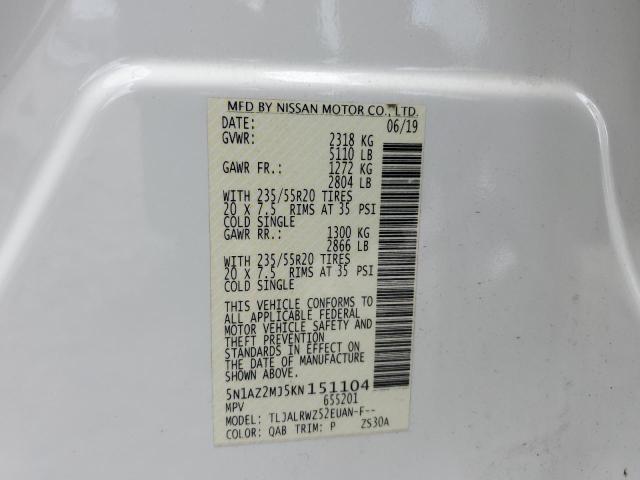 MFD BY NISSAN MOTOR CO., LTD.
DATE: 06/19
GVWR: 2318 KG
5110 LB
GAWR FR.: 1272 KG
2804 LB
WITH 235/55R20 TIRES
20 X 7.5 RIMS AT 35 PSI
COLD SINGLE
GAWR RR.: 1300 KG
2866 LB
WITH 235/55R20 TIRES
20 X 7.5 RIMS AT 35 PSI
COLD SINGLE
THIS VEHICLE CONFORMS TO
ALL APPLICABLE FEDERAL
MOTOR VEHICLE SAFETY AND
THEFT PREVENTION
STANDARDS IN EFFECT ON
THE DATE OF MANUFACTURE
SHOWN ABOVE.
5N1AZ2MJ5KN151104
MPV 655201
MODEL: TLJALRWZ52EUAN-F--
COLOR: QAB TRIM: P ZS30A